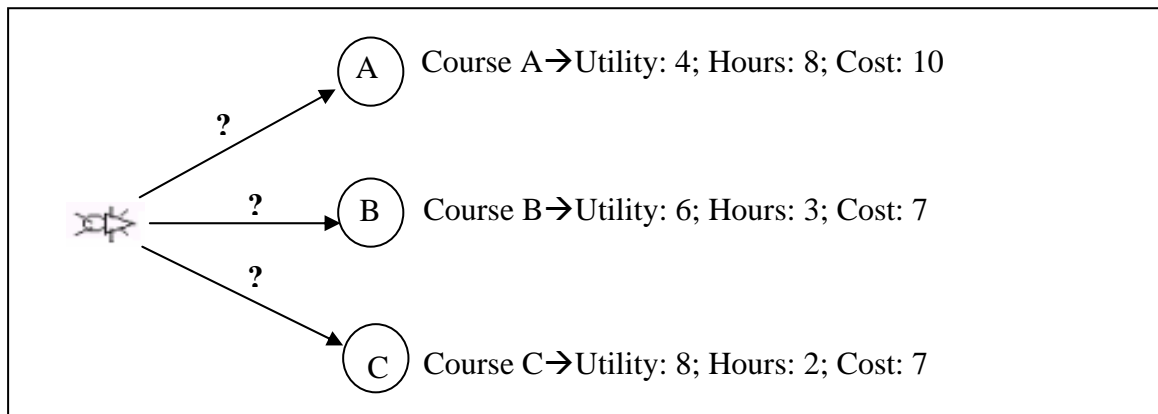 A Course A→Utility: 4; Hours: 8; Cost: 10
?
? B Course B→Utility: 6; Hours: 3; Cost: 7
?
C Course C→Utility: 8; Hours: 2; Cost: 7